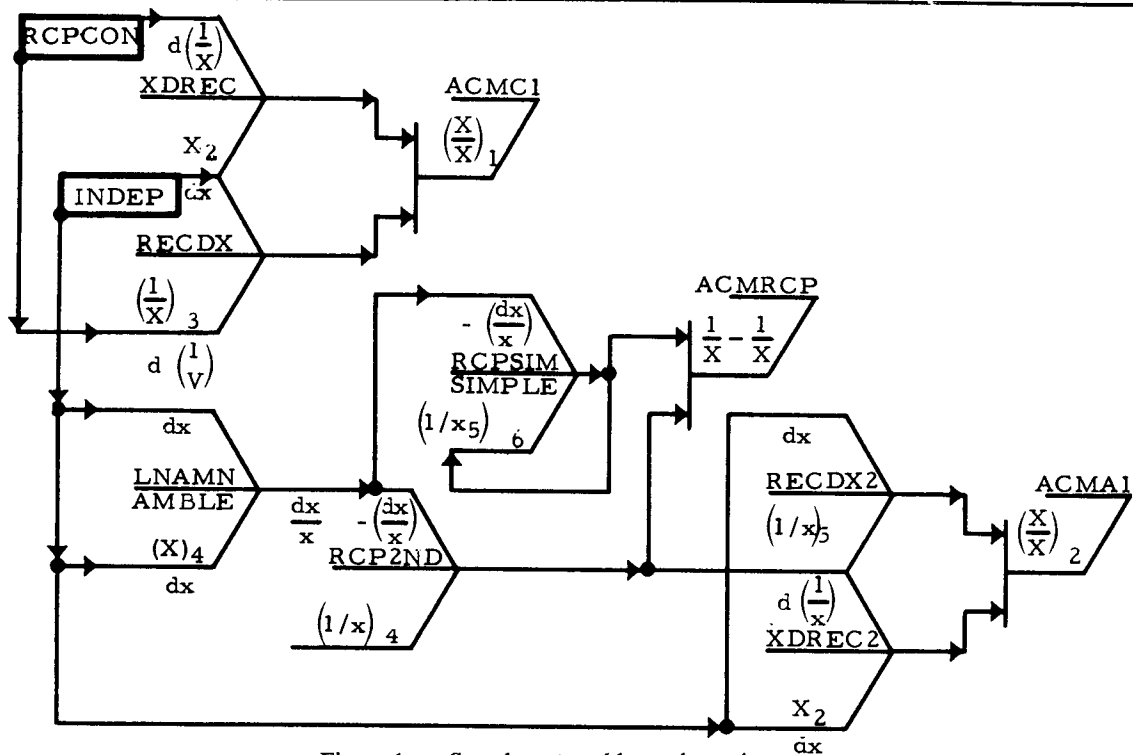 RCPCON
d(1/X)
XDREC
X 2
dx
INDEP
RECDX
(1/X) 3
d (1/V)
ACMC1
(X/X) 1
dx
LNAMN
AMBLE
(X) 4
dx
dx/x
-(dx/x)
RCP2ND
(1/x) 4
- (dx/x)
RCPSIM
SIMPLE
(1/x5) 6
ACMRCP
1/X - 1/X
dx
RECDX2
(1/x)5
d (1/x)
XDREC2
X 2
dx
ACMA1
(X/X) 2